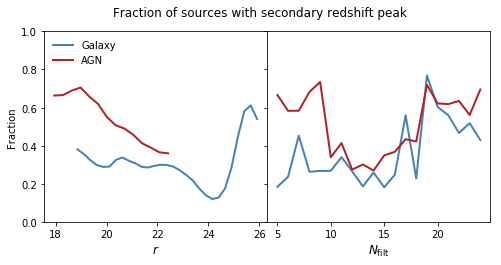 Fraction of sources with secondary redshift peak
Fraction
1.0
0.8
0.6
0.4
0.2
0.0
Galaxy
AGN
18 20 22 24 26
5 10 15 20
r
N_filt